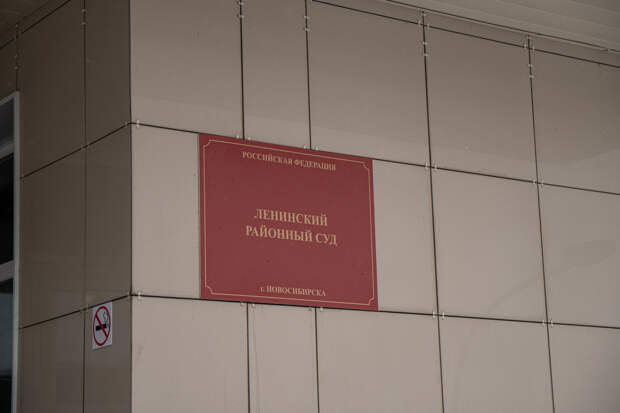 РОССИЙСКАЯ ФЕДЕРАЦИЯ
ЛЕНИНСКИЙ
РАЙОННЫЙ СУД
г. НОВОСИБИРСКА